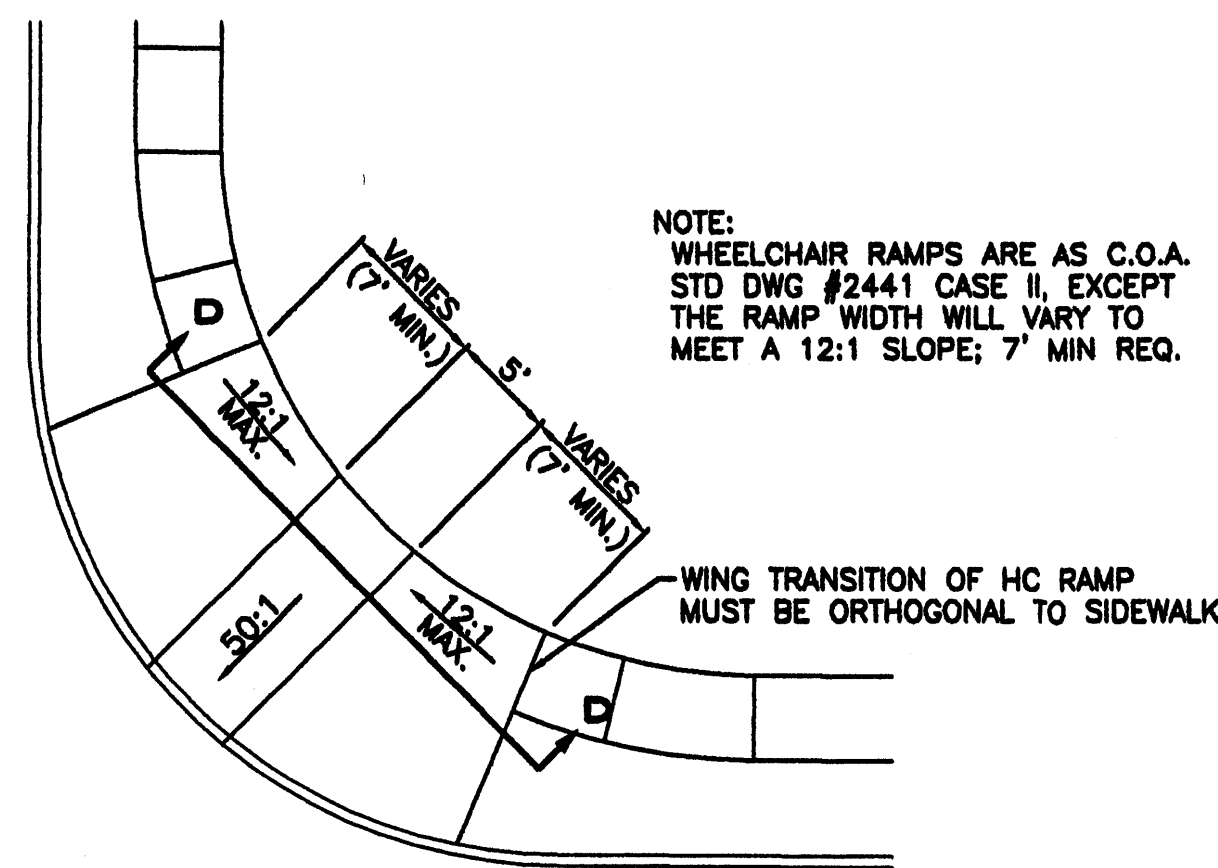 NOTE:
WHEELCHAIR RAMPS ARE AS C.O.A.
STD DWG #2441 CASE II, EXCEPT
THE RAMP WIDTH WILL VARY TO
MEET A 12:1 SLOPE; 7' MIN REQ.
VARIES
(7' MIN.)
5'
VARIES
(7' MIN.)
D
12:1
MAX.
50:1
12:1
MAX.
WING TRANSITION OF HC RAMP
MUST BE ORTHOGONAL TO SIDEWALK
D